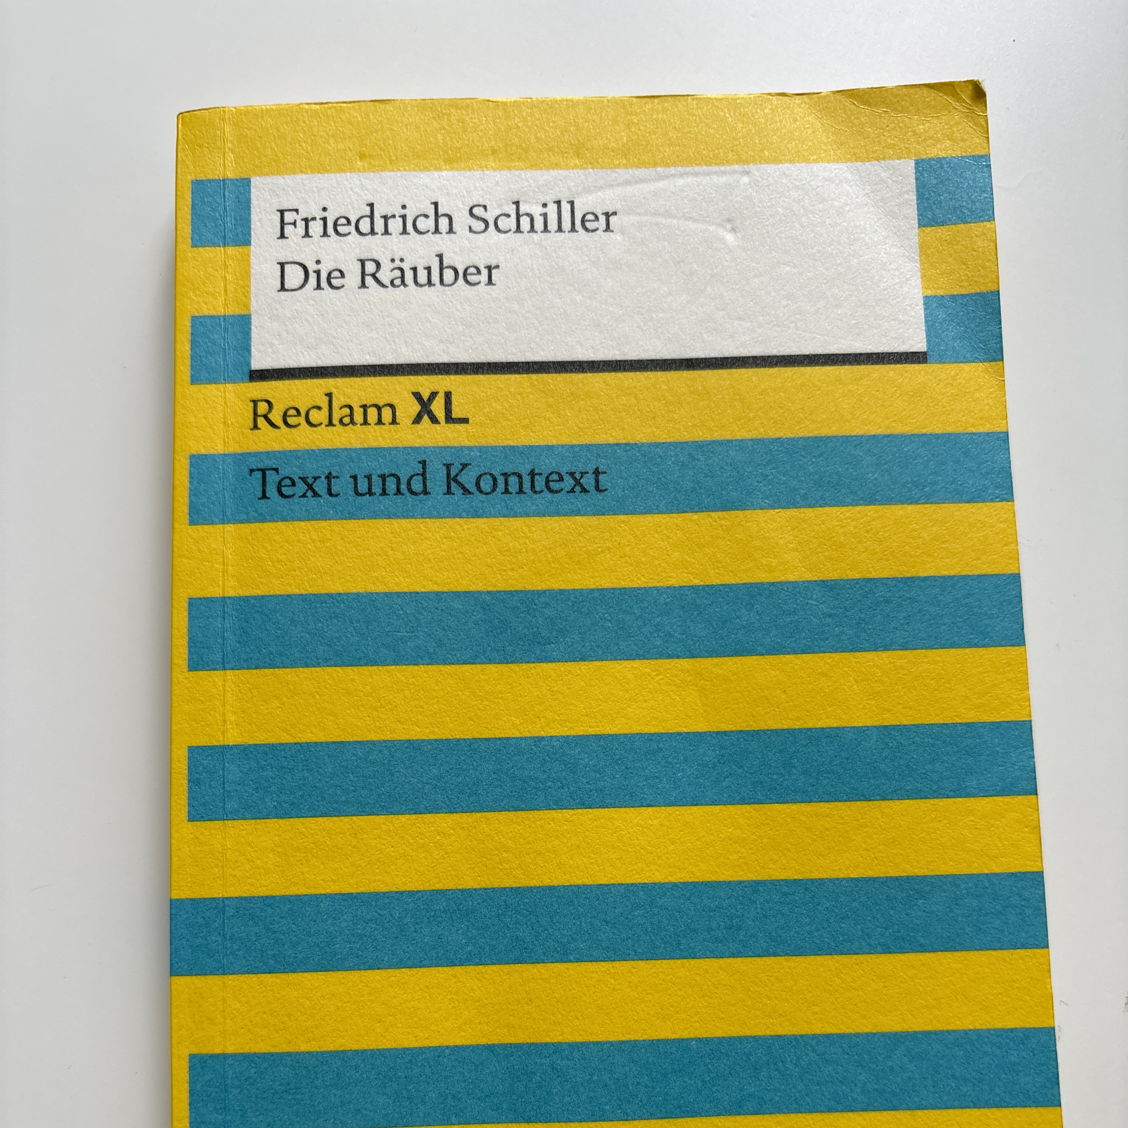 Friedrich Schiller
Die Räuber
Reclam XL
Text und Kontext